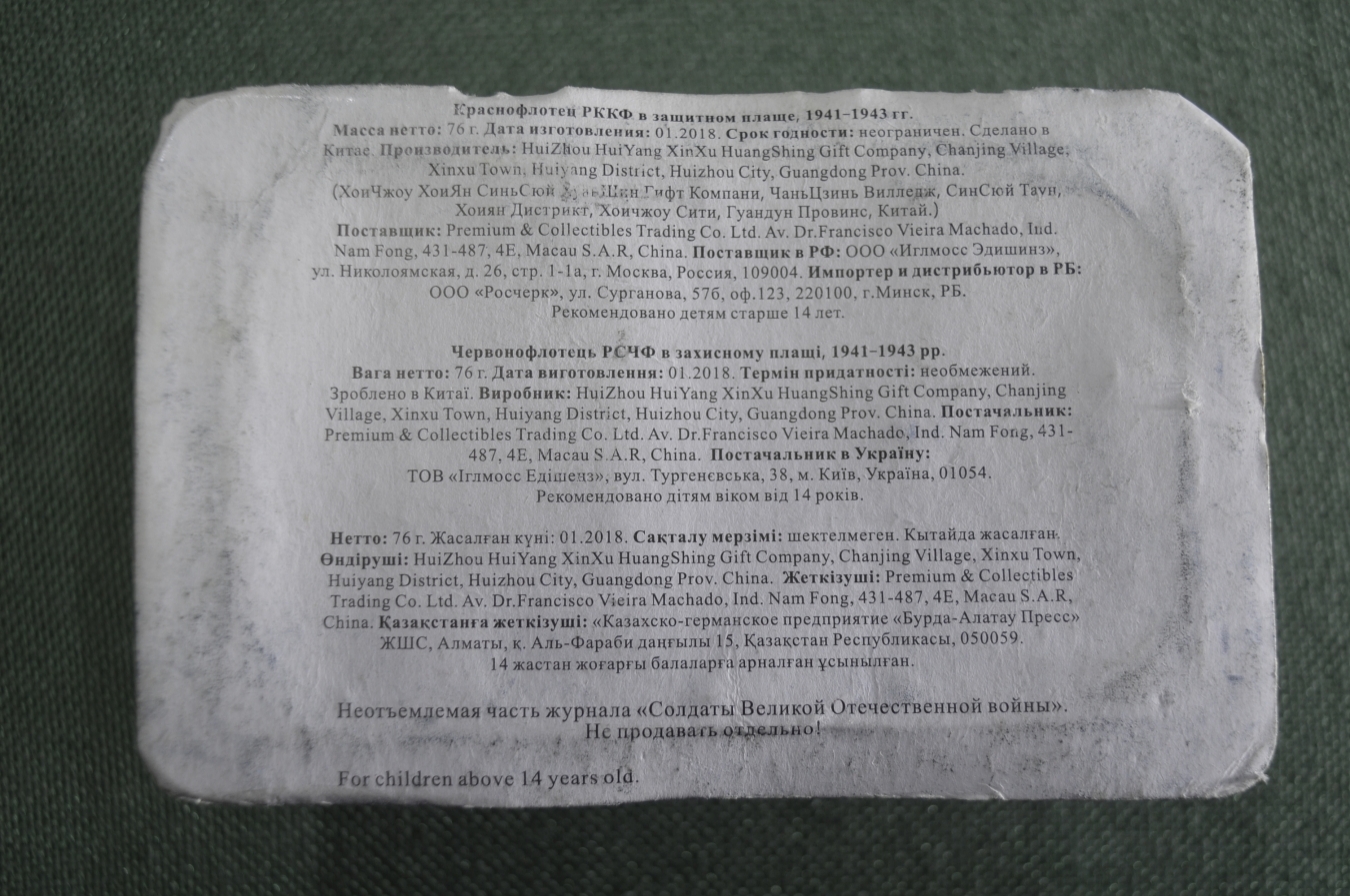 Краснофлотец РККФ в защитном плаще, 1941–1943 гг.
Масса нетто: 76 г. Дата изготовления: 01.2018. Срок годности: неограничен. Сделано в
Китае. Производитель: HuiZhou HuiYang XinXu HuangShing Gift Company, Chanjing Village,
Xinxu Town, Huiyang District, Huizhou City, Guangdong Prov. China.
(ХоиЧжоу ХоиЯн СиньСюй Гифт Компани, ЧаньЦзинь Вилледж, СинСюй Таун,
Хоиян Дистрикт, Хоичжоу Сити, Гуандун Провинс, Китай.)
Поставщик: Premium & Collectibles Trading Co. Ltd. Av. Dr.Francisco Vieira Machado, Ind.
Nam Fong, 431-487, 4E, Macau S.A.R, China. Поставщик в РФ: ООО «Иглмосс Эдишинз»,
ул. Николоямская, д. 26, стр. 1-1а, г. Москва, Россия, 109004. Импортер и дистрибьютор в РБ:
ООО «Росчерк», ул. Сурганова, 57б, оф.123, 220100, г.Минск, РБ.
Рекомендовано детям старше 14 лет.
Червонофлотець РСЧФ в захисному плащі, 1941–1943 рр.
Вага нетто: 76 г. Дата виготовлення: 01.2018. Термін придатності: необмежений.
Зроблено в Китаї. Виробник: HuiZhou HuiYang XinXu HuangShing Gift Company, Chanjing
Village, Xinxu Town, Huiyang District, Huizhou City, Guangdong Prov. China. Постачальник:
Premium & Collectibles Trading Co. Ltd. Av. Dr.Francisco Vieira Machado, Ind. Nam Fong, 431-
487, 4E, Macau S.A.R, China. Постачальник в Україну:
ТОВ «Іглмосс Едішенз», вул. Тургенєвська, 38, м. Київ, Україна, 01054.
Рекомендовано дітям віком від 14 років.
Нетто: 76 г. Жасалған күні: 01.2018. Сақталу мерзімі: шектелмеген. Кытайда жасалған.
Өндіруші: HuiZhou HuiYang XinXu HuangShing Gift Company, Chanjing Village, Xinxu Town,
Huiyang District, Huizhou City, Guangdong Prov. China. Жеткізуші: Premium & Collectibles
Trading Co. Ltd. Av. Dr.Francisco Vieira Machado, Ind. Nam Fong, 431-487, 4E, Macau S.A.R,
China. Қазақстанға жеткізуші: «Казахско-германское предприятие «Бурда-Алатау Пресс»
ЖШС, Алматы, қ. Аль-Фараби даңғылы 15, Қазақстан Республикасы, 050059.
14 жастан жоғарғы балаларға арналған ұсынылған.
Неотъемлемая часть журнала «Солдаты Великой Отечественной войны».
Не продавать отдельно!
For children above 14 years old.